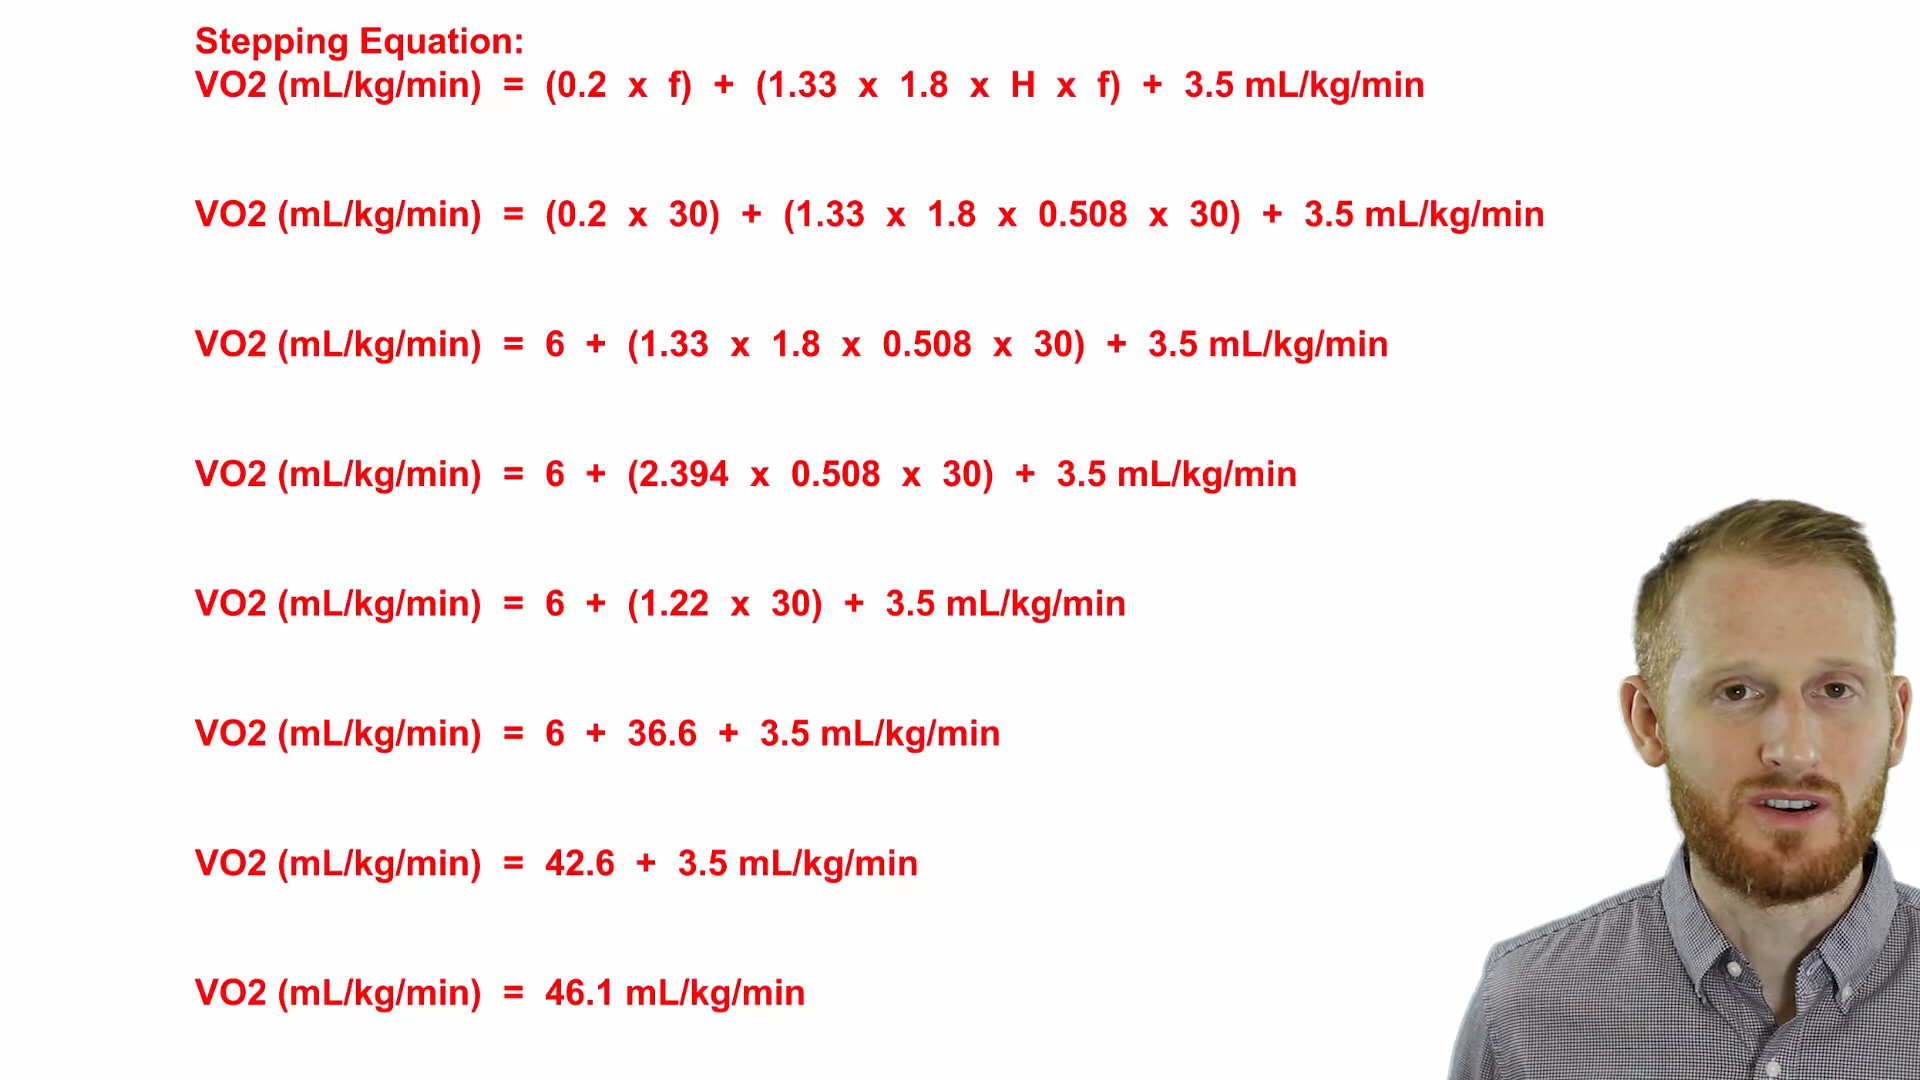 Stepping Equation:
VO2 (mL/kg/min) = (0.2 x f) + (1.33 x 1.8 x H x f) + 3.5 mL/kg/min
VO2 (mL/kg/min) = (0.2 x 30) + (1.33 x 1.8 x 0.508 x 30) + 3.5 mL/kg/min
VO2 (mL/kg/min) = 6 + (1.33 x 1.8 x 0.508 x 30) + 3.5 mL/kg/min
VO2 (mL/kg/min) = 6 + (2.394 x 0.508 x 30) + 3.5 mL/kg/min
VO2 (mL/kg/min) = 6 + (1.22 x 30) + 3.5 mL/kg/min
VO2 (mL/kg/min) = 6 + 36.6 + 3.5 mL/kg/min
VO2 (mL/kg/min) = 42.6 + 3.5 mL/kg/min
VO2 (mL/kg/min) = 46.1 mL/kg/min